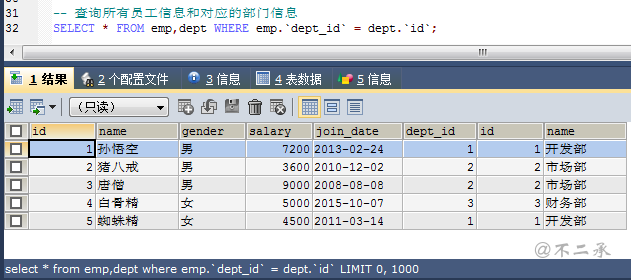 31 -- 查询所有员工信息和对应的部门信息
32 SELECT * FROM emp,dept WHERE emp.`dept_id` = dept.`id`;
1 结果 2 个配置文件 3 信息 4 表数据 5 信息
（只读）
id name gender salary join_date dept_id id name
1 孙悟空 男 7200 2013-02-24 1 1 开发部
2 猪八戒 男 3600 2010-12-02 2 2 市场部
3 唐僧 男 9000 2008-08-08 2 2 市场部
4 白骨精 女 5000 2015-10-07 3 3 财务部
5 蜘蛛精 女 4500 2011-03-14 1 1 开发部
@不二承
select * from emp,dept where emp.`dept_id` = dept.`id` LIMIT 0, 1000